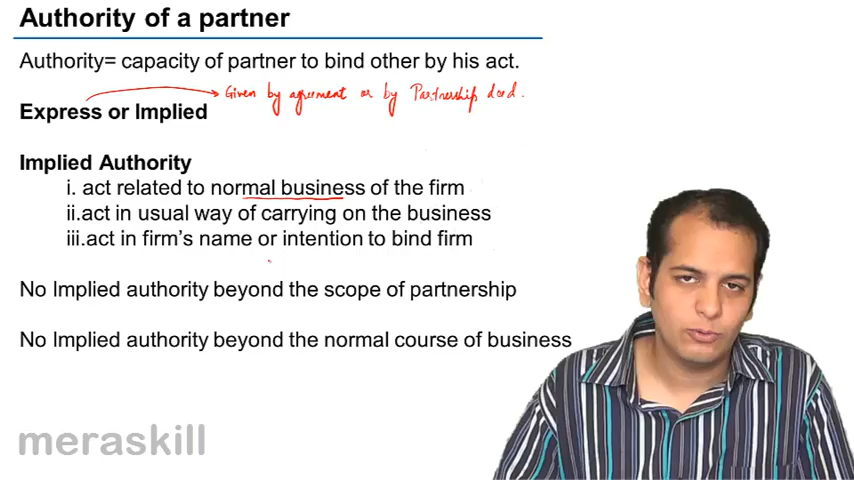 Authority of a partner
Authority= capacity of partner to bind other by his act.
Given by agreement or by Partnership deed.
Express or Implied
Implied Authority
i. act related to normal business of the firm
ii.act in usual way of carrying on the business
iii.act in firm's name or intention to bind firm
No Implied authority beyond the scope of partnership
No Implied authority beyond the normal course of business
meraskill